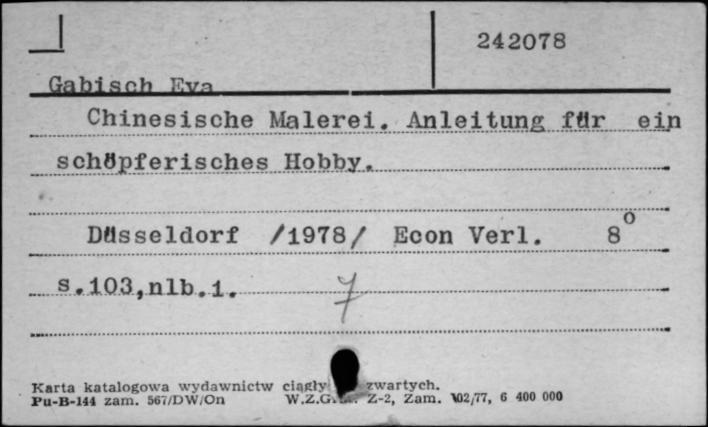 242078
Gabisch Eva
Chinesische Malerei. Anleitung für ein
schöpferisches Hobby.
Düsseldorf /1978/ Econ Verl. 8°
s.103,nlb.1.
7
Karta katalogowa wydawnictw ciągły zwartych.
Pu-B-144 zam. 567/DW/On W.Z.G. Z-2, Zam. 102/77, 6 400 000